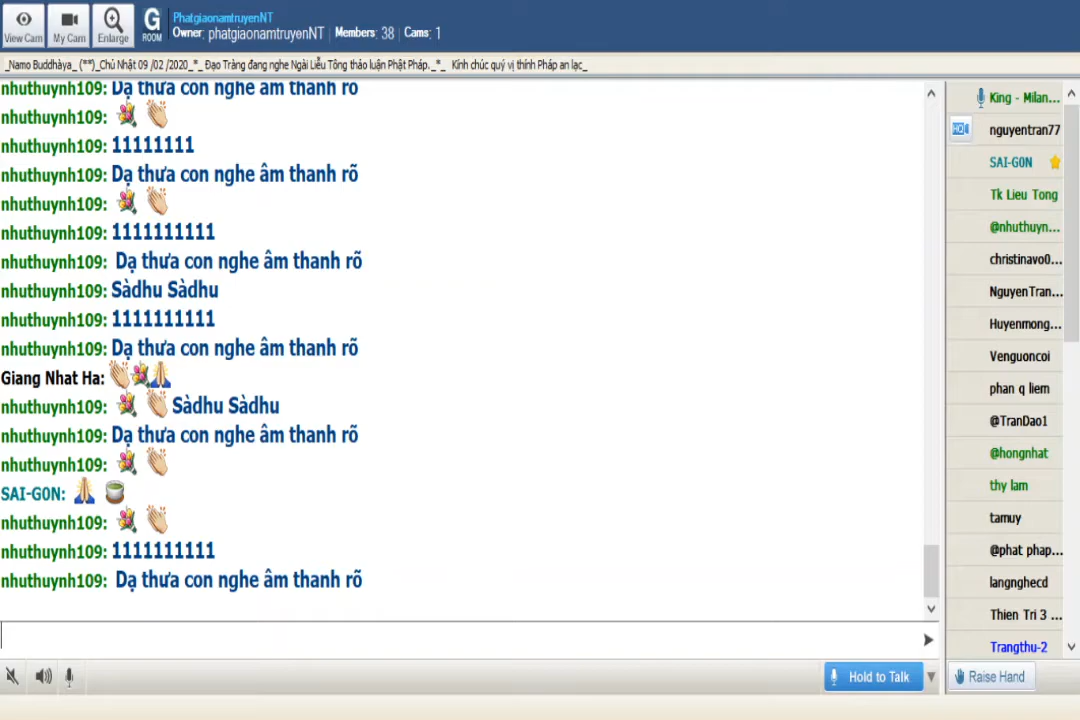 View Cam
My Cam
Enlarge
G
ROOM
PhatgiaonamtruyenNT
Owner: phatgiaonamtruyenNT
Members: 38
Cams: 1
_Namo Buddhàya_ (**)_Chủ Nhật 09 /02 /2020_*_ Đạo Tràng đang nghe Ngài Liễu Tông thảo luận Phật Pháp._*_ Kính chúc quý vị thính Pháp an lạc_
nhuthuynh109: Dạ thưa con nghe âm thanh rõ
nhuthuynh109:
nhuthuynh109: 11111111
nhuthuynh109: Dạ thưa con nghe âm thanh rõ
nhuthuynh109:
nhuthuynh109: 1111111111
nhuthuynh109: Dạ thưa con nghe âm thanh rõ
nhuthuynh109: Sàdhu Sàdhu
nhuthuynh109: 1111111111
nhuthuynh109: Dạ thưa con nghe âm thanh rõ
Giang Nhat Ha:
nhuthuynh109: Sàdhu Sàdhu
nhuthuynh109: Dạ thưa con nghe âm thanh rõ
nhuthuynh109:
SAI-G0N:
nhuthuynh109:
nhuthuynh109: 1111111111
nhuthuynh109: Dạ thưa con nghe âm thanh rõ
King - Milan...
HD
nguyentran77
SAI-G0N
Tk Lieu Tong
@nhuthuyn...
christinavo0...
NguyenTran...
Huyenmong...
Venguoncoi
phan q liem
@TranDao1
@hongnhat
thy lam
tamuy
@phat phap...
langnghecd
Thien Tri 3 ...
Trangthu-2
Hold to Talk
Raise Hand